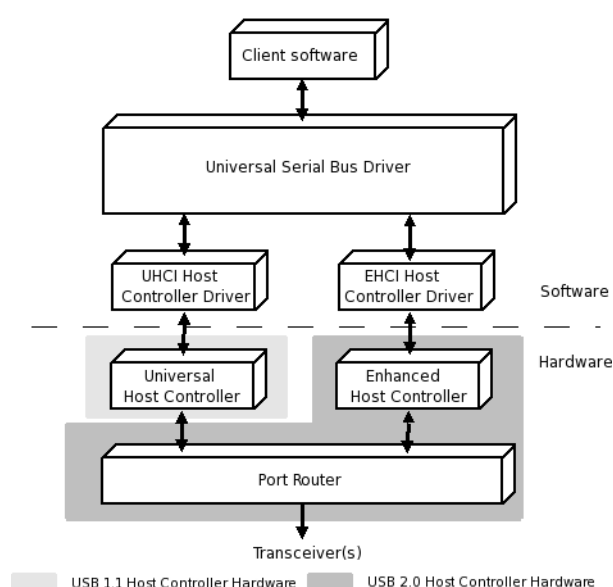 Client software
Universal Serial Bus Driver
UHCI Host
Controller Driver
EHCI Host
Controller Driver
Software
Hardware
Universal
Host Controller
Enhanced
Host Controller
Port Router
Transceiver(s)
USB 1.1 Host Controller Hardware
USB 2.0 Host Controller Hardware